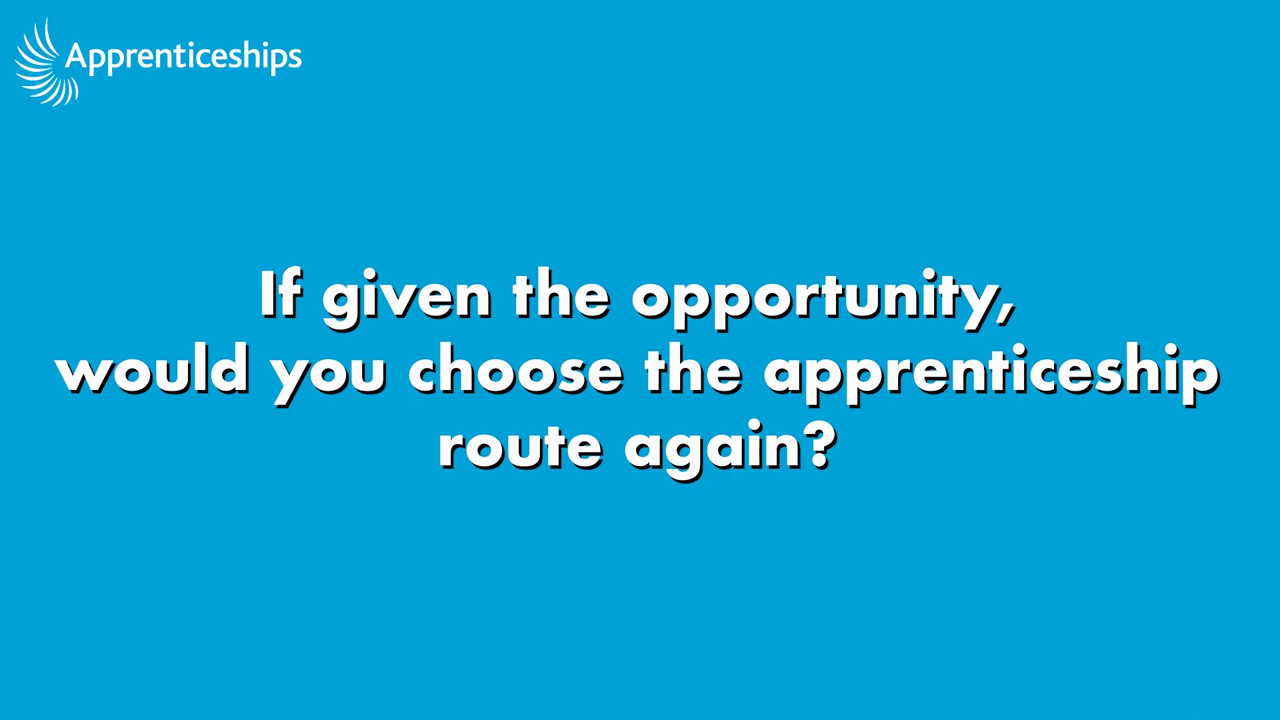 Apprenticeships
If given the opportunity,
would you choose the apprenticeship
route again?